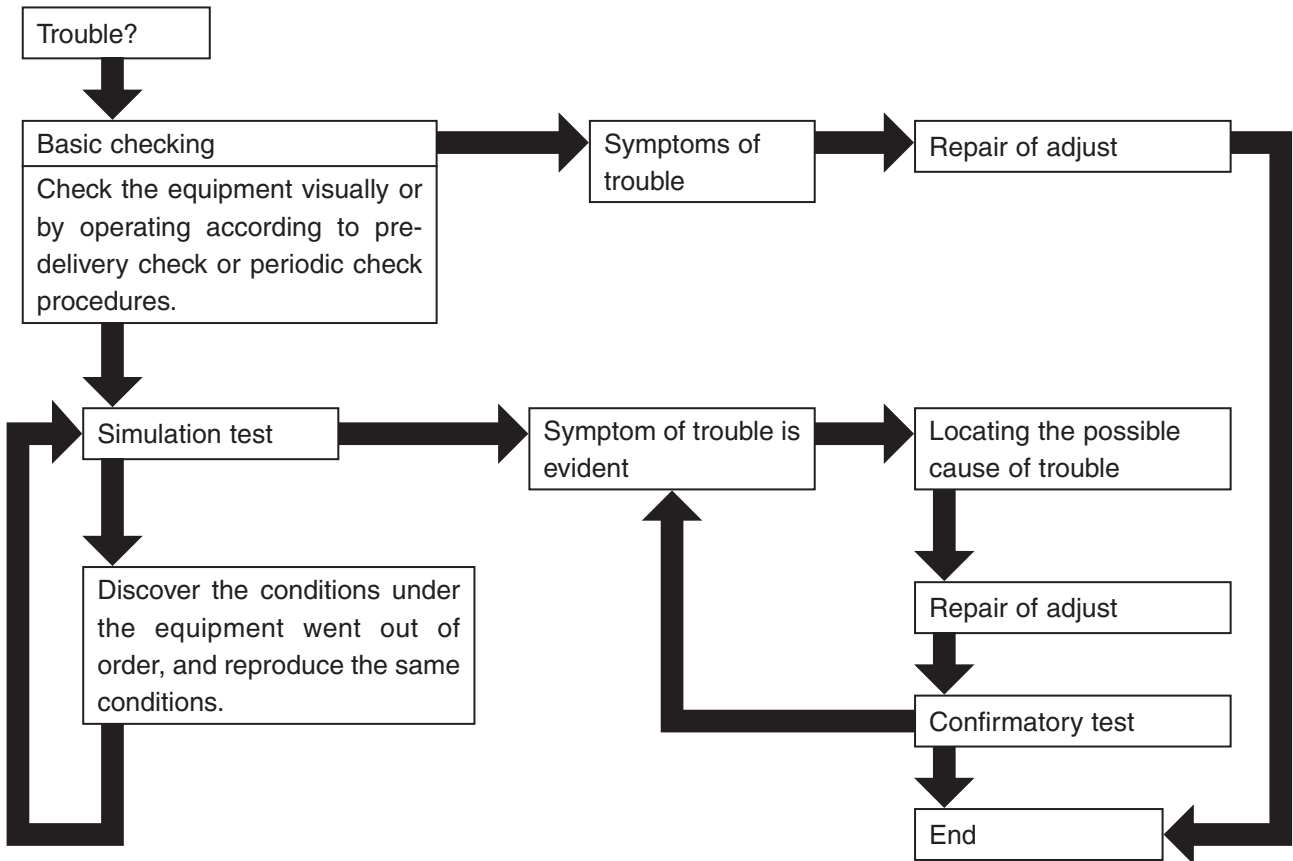 Trouble?
Basic checking
Check the equipment visually or
by operating according to pre-
delivery check or periodic check
procedures.
Symptoms of
trouble
Repair of adjust
Simulation test
Symptom of trouble is
evident
Locating the possible
cause of trouble
Discover the conditions under
the equipment went out of
order, and reproduce the same
conditions.
Repair of adjust
Confirmatory test
End